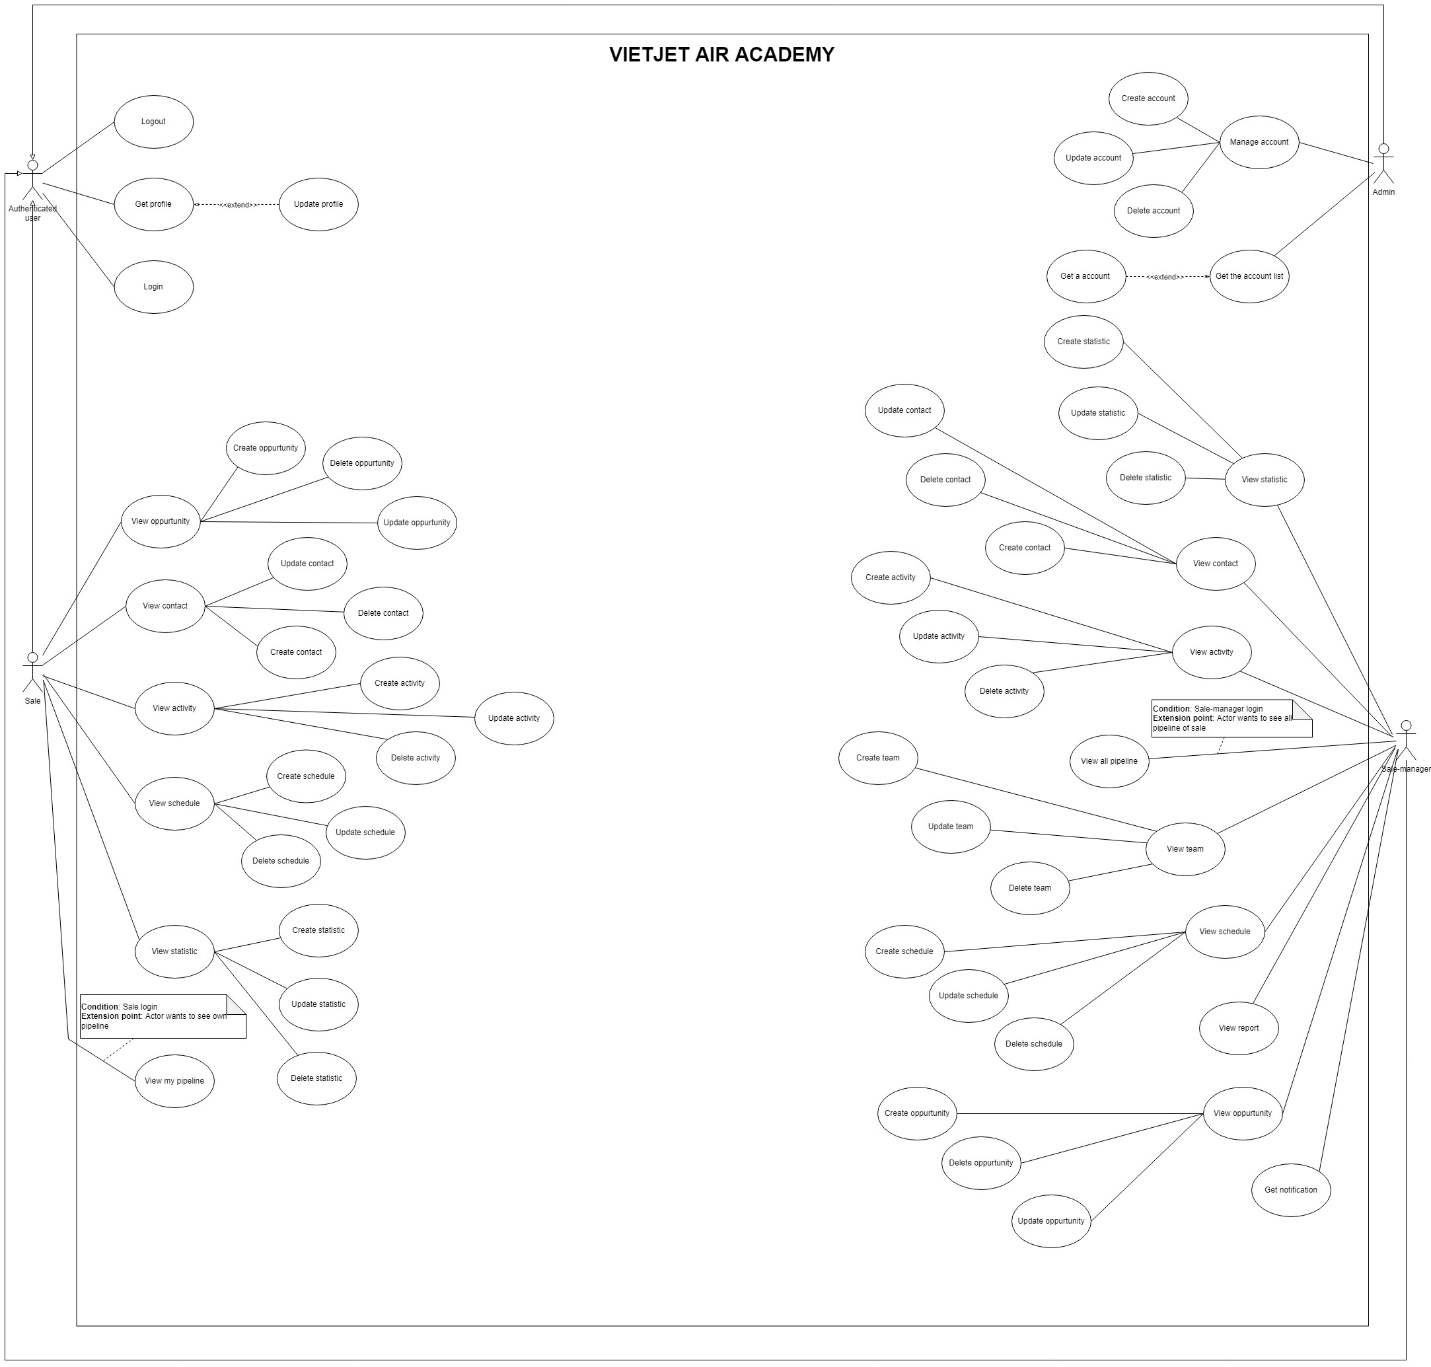 VIETJET AIR ACADEMY
Logout
Authenticated
user
Get profile
<<extend>>
Update profile
Login
Create account
Manage account
Update account
Delete account
Admin
Get a account
<<extend>>
Get the account list
Create statistic
Update statistic
Delete statistic
View statistic
Update contact
Delete contact
Create contact
View contact
Create activity
Update activity
Delete activity
View activity
Condition: Sale-manager login
Extension point: Actor wants to see all
pipeline of sale
View all pipeline
Sale-manager
Create team
Update team
Delete team
View team
Create schedule
Update schedule
Delete schedule
View schedule
View report
Create oppurtunity
Delete oppurtunity
Update oppurtunity
View oppurtunity
Get notification
Create oppurtunity
Delete oppurtunity
View oppurtunity
Update oppurtunity
Update contact
View contact
Delete contact
Create contact
Sale
Create activity
View activity
Update activity
Delete activity
Create schedule
View schedule
Update schedule
Delete schedule
Create statistic
View statistic
Update statistic
Delete statistic
Condition: Sale login
Extension point: Actor wants to see own
pipeline
View my pipeline